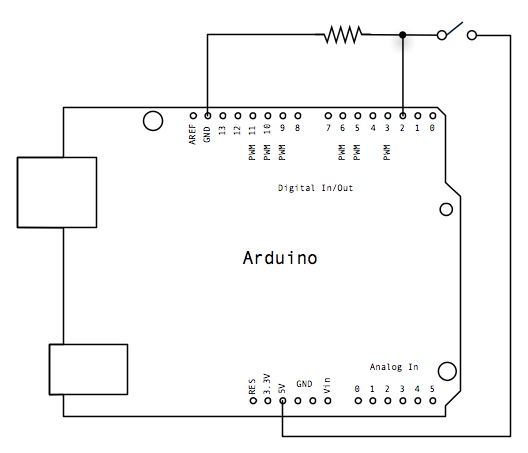 AREF GND 13 12 11 10 9 8 7 6 5 4 3 2 1 0
PWM PWM PWM PWM PWM PWM
Digital In/Out
Arduino
Analog In
RES 3.3V 5V GND Vin 0 1 2 3 4 5